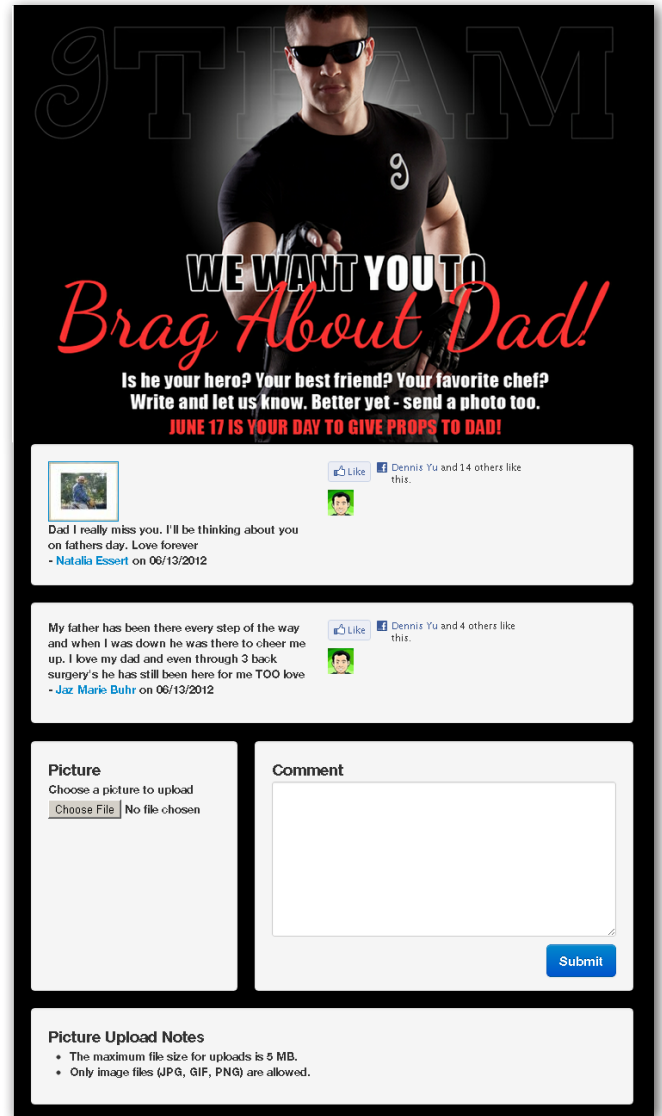 gTEAM
g
WE WANT YOU TO
Brag About Dad!
Is he your hero? Your best friend? Your favorite chef?
Write and let us know. Better yet - send a photo too.
JUNE 17 IS YOUR DAY TO GIVE PROPS TO DAD!
Dad I really miss you. I'll be thinking about you
on fathers day. Love forever
- Natalia Essert on 06/13/2012
Like
Dennis Yu and 14 others like
this.
My father has been there every step of the way
and when I was down he was there to cheer me
up. I love my dad and even through 3 back
surgery's he has still been here for me TOO love
- Jaz Marie Buhr on 06/13/2012
Like
Dennis Yu and 4 others like
this.
Picture
Choose a picture to upload
Choose File No file chosen
Comment
Submit
Picture Upload Notes
• The maximum file size for uploads is 5 MB.
• Only image files (JPG, GIF, PNG) are allowed.